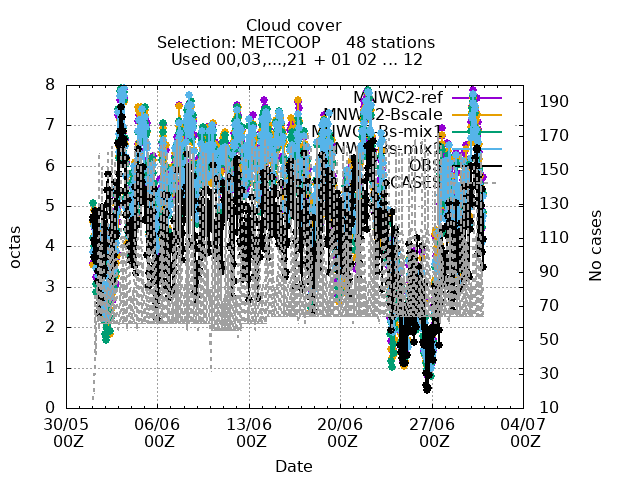 Cloud cover
Selection: METCOOP 48 stations
Used 00,03,...,21 + 01 02 ... 12
MNWC2-ref
MNWC2-Bscale
OBS
CASES
8
7
6
5
4
3
2
1
0
octas
190
170
150
130
110
90
70
50
30
10
No cases
30/05 06/06 13/06 20/06 27/06 04/07
00Z 00Z 00Z 00Z 00Z 00Z
Date